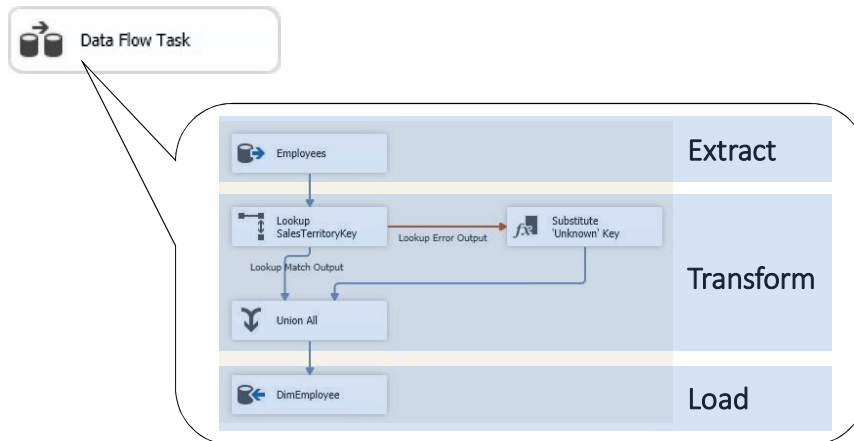 Data Flow Task
Employees
Extract
Lookup
SalesTerritoryKey
Lookup Error Output
Substitute
'Unknown' Key
Lookup Match Output
Transform
Union All
DimEmployee
Load